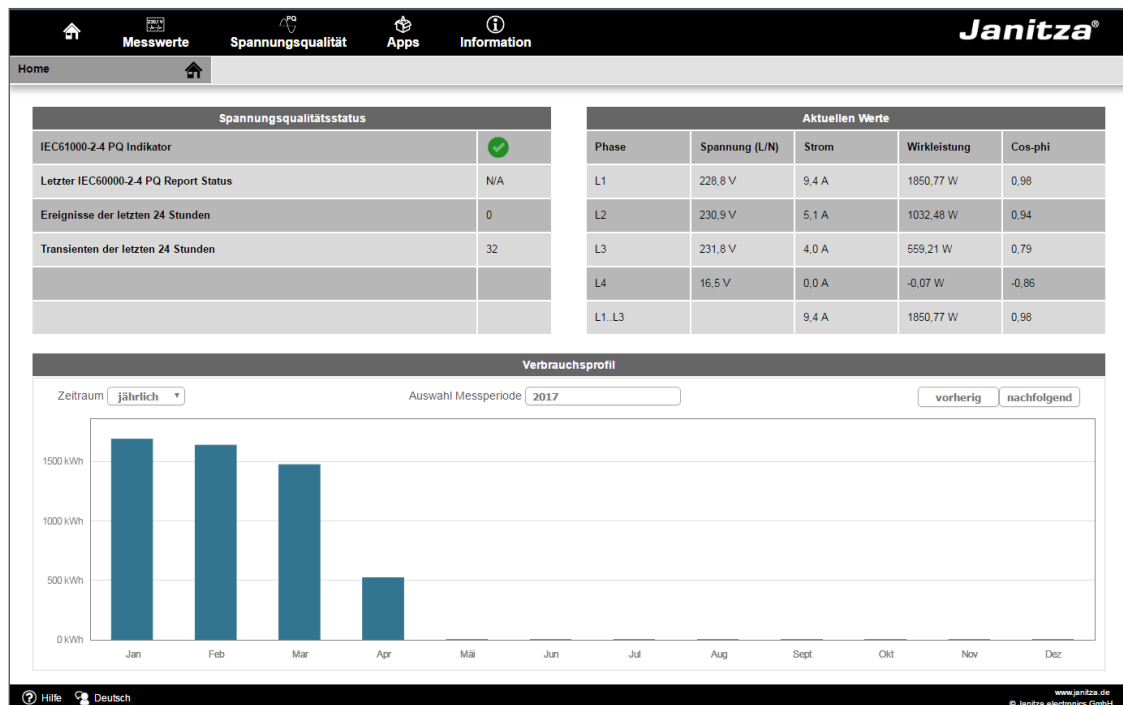 230,1 V
PQ
Messwerte Spannungsqualität Apps Information
Janitza®
Home
Spannungsqualitätsstatus
IEC61000-2-4 PQ Indikator
Letzter IEC60000-2-4 PQ Report Status N/A
Ereignisse der letzten 24 Stunden 0
Transienten der letzten 24 Stunden 32
Aktuellen Werte
Phase Spannung (L/N) Strom Wirkleistung Cos-phi
L1 228,8 V 9,4 A 1850,77 W 0,98
L2 230,9 V 5,1 A 1032,48 W 0,94
L3 231,8 V 4,0 A 559,21 W 0,79
L4 16,5 V 0,0 A -0,07 W -0,86
L1..L3 9,4 A 1850,77 W 0,98
Verbrauchsprofil
Zeitraum jährlich Auswahl Messperiode 2017 vorherig nachfolgend
1500 kWh
1000 kWh
500 kWh
0 kWh
Jan Feb Mar Apr Mäi Jun Jul Aug Sept Okt Nov Dez
Hilfe Deutsch
www.janitza.de
© Janitza electronics GmbH